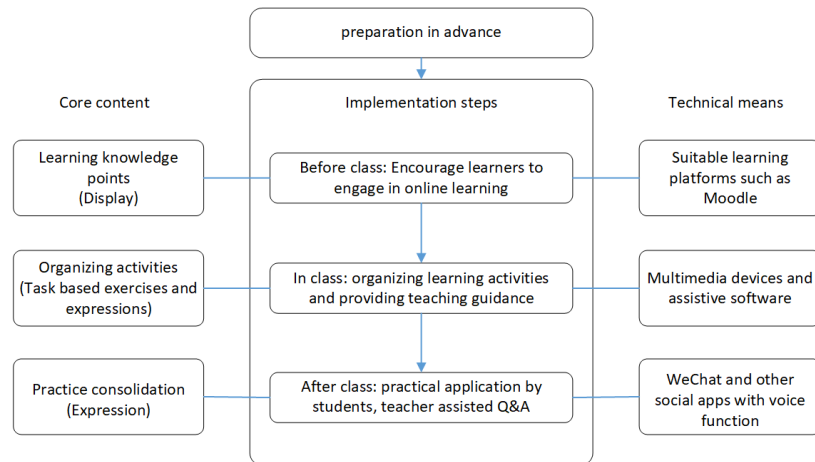 preparation in advance
Core content
Implementation steps
Technical means
Learning knowledge
points
(Display)
Before class: Encourage learners to
engage in online learning
Suitable learning
platforms such as
Moodle
Organizing activities
(Task based exercises and
expressions)
In class: organizing learning activities
and providing teaching guidance
Multimedia devices and
assistive software
Practice consolidation
(Expression)
After class: practical application by
students, teacher assisted Q&A
WeChat and other
social apps with voice
function